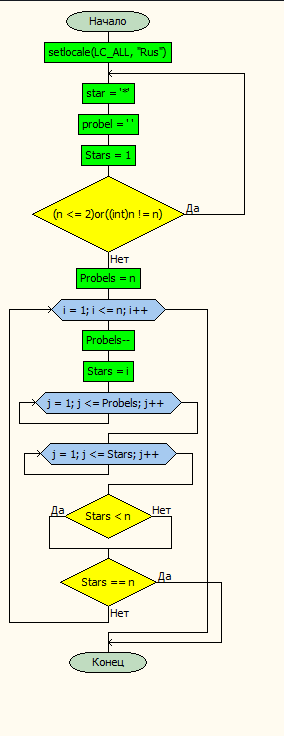 Начало
setlocale(LC_ALL, "Rus")
star = '*'
probel = ' '
Stars = 1
(n <= 2)or((int)n != n)
Да
Нет
Probels = n
i = 1; i <= n; i++
Probels--
Stars = i
j = 1; j <= Probels; j++
j = 1; j <= Stars; j++
Да
Stars < n
Нет
Stars == n
Да
Нет
Конец